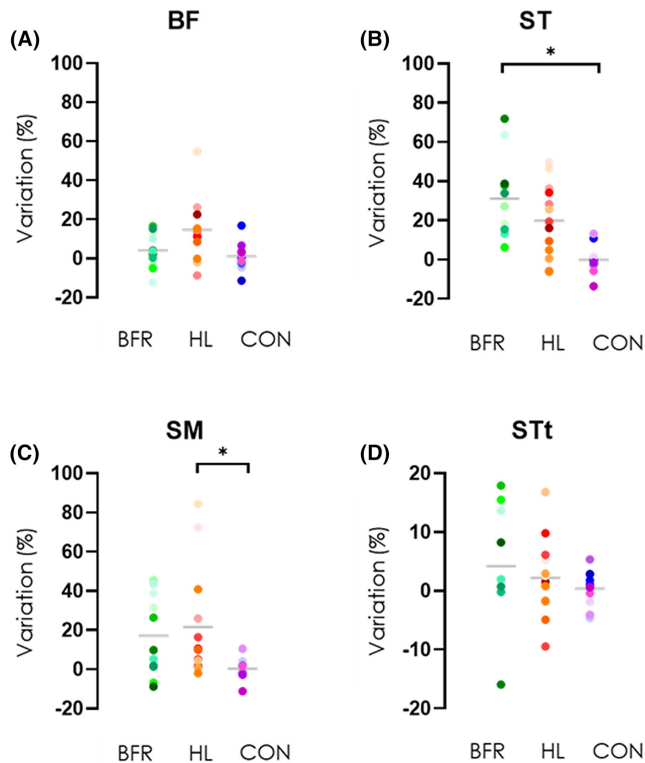 BF
(A)
100
80
60
40
20
0
-20
Variation (%)
BFR HL CON
ST
(B)
*
100
80
60
40
20
0
-20
Variation (%)
BFR HL CON
SM
(C)
*
100
80
60
40
20
0
-20
Variation (%)
BFR HL CON
STt
(D)
20
10
0
-10
-20
Variation (%)
BFR HL CON